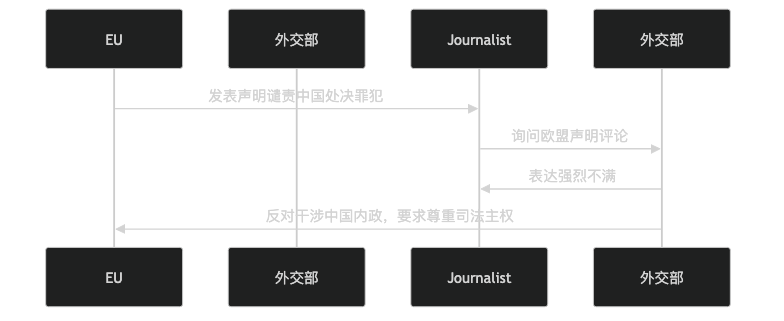 EU
外交部
Journalist
外交部
发表声明谴责中国处决罪犯
询问欧盟声明评论
表达强烈不满
反对干涉中国内政，要求尊重司法主权
EU
外交部
Journalist
外交部